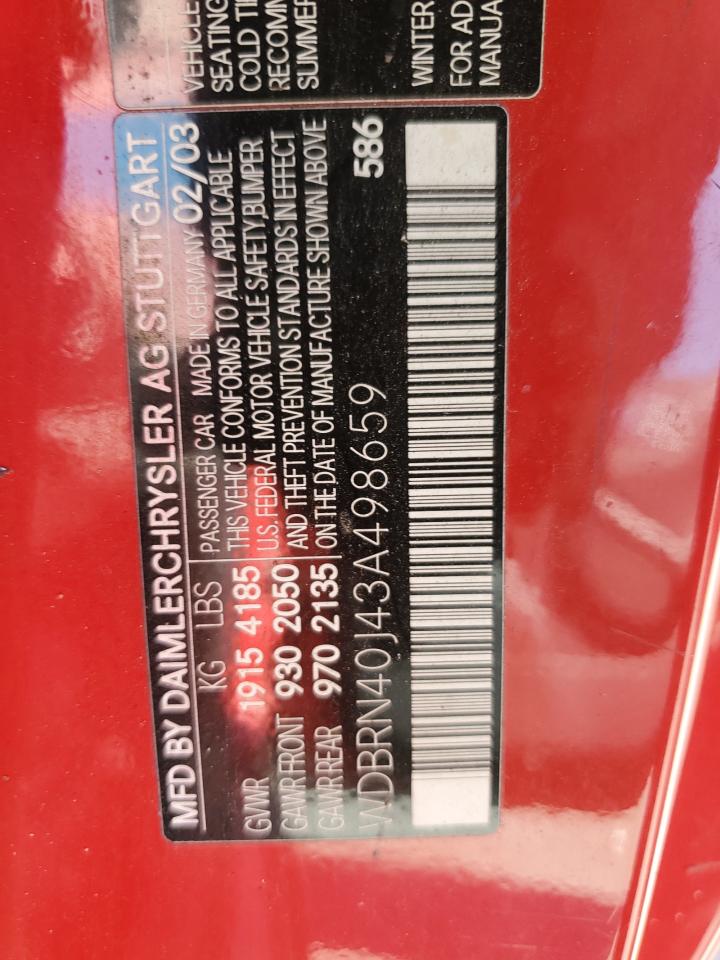 VEHICLE
SEATING
COLD TI
RECOMM
SUMMER
WINTER
FOR AD
MANUA
MFD BY DAIMLERCHRYSLER AG STUTTGART
KG LBS PASSENGER CAR MADE IN GERMANY 02/03
GVWR 1915 4185 THIS VEHICLE CONFORMS TO ALL APPLICABLE
U.S. FEDERAL MOTOR VEHICLE SAFETY,BUMPER
GAWR FRONT 930 2050 AND THEFT PREVENTION STANDARDS IN EFFECT
GAWR REAR 970 2135 ON THE DATE OF MANUFACTURE SHOWN ABOVE
WDBRN40J43A498659 586